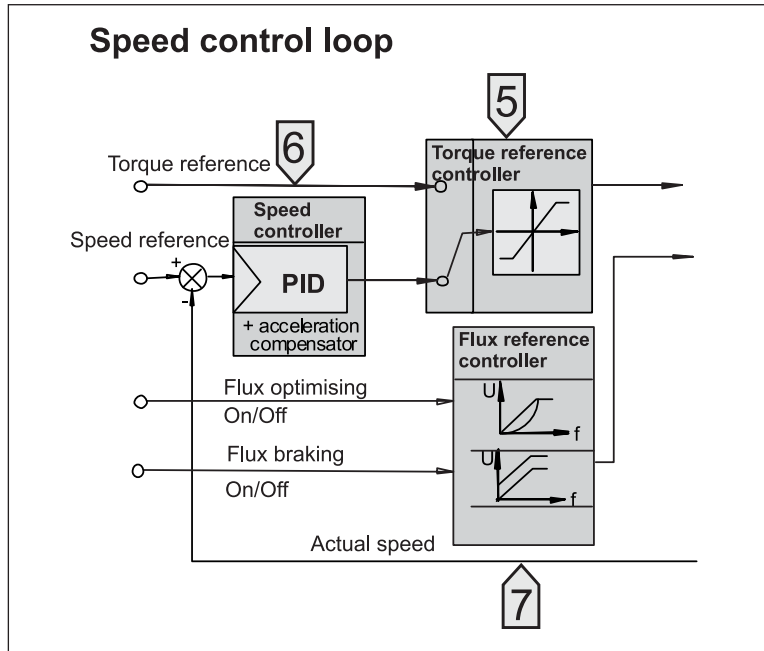 Speed control loop
5
6
Torque reference
Torque reference
controller
Speed
controller
Speed reference
+
-
PID
+ acceleration
compensator
Flux reference
controller
Flux optimising
On/Off
U
f
Flux braking
On/Off
U
f
Actual speed
7